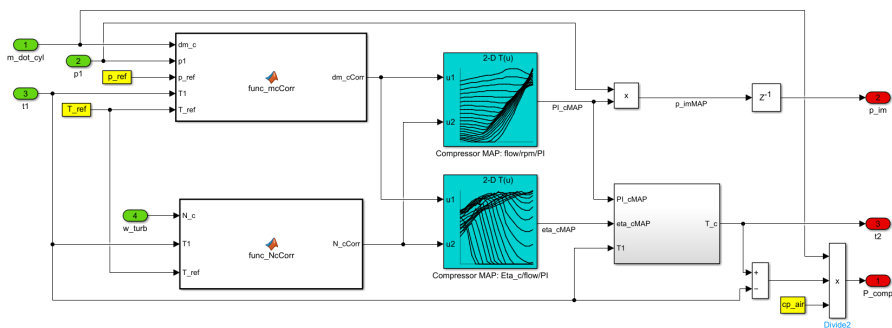 1
m_dot_cyl
2
p1
p_ref
3
t1
T_ref
dm_c
p1
p_ref
T1
T_ref
func_mcCorr
dm_cCorr
4
w_turb
N_c
T1
T_ref
func_NcCorr
N_cCorr
2-D T(u)
u1
u2
Compressor MAP: flow/rpm/PI
PI_cMAP
2-D T(u)
u1
u2
Compressor MAP: Eta_c/flow/PI
eta_cMAP
x
p_imMAP
Z-1
2
p_im
PI_cMAP
eta_cMAP
T1
T_c
3
t2
+
−
cp_air
x
Divide2
1
P_comp